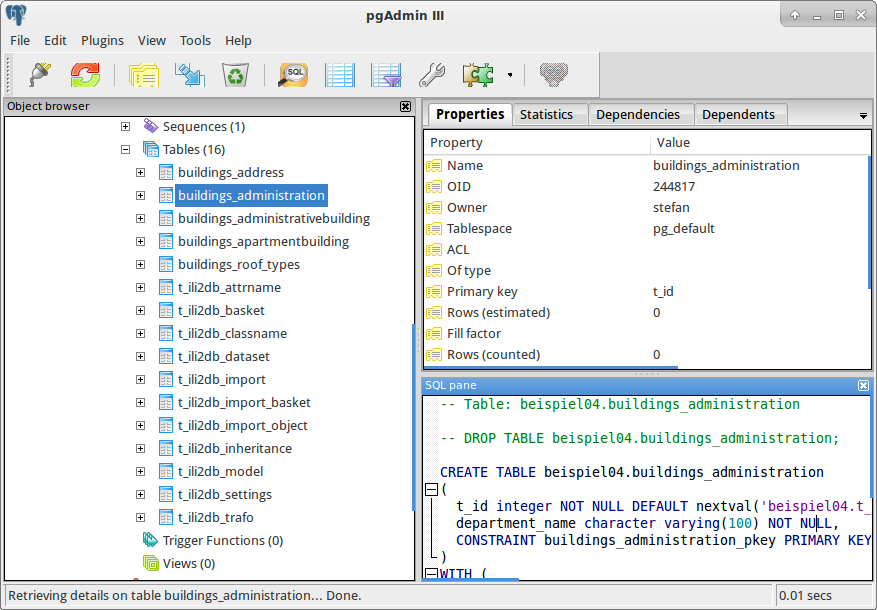 pgAdmin III
File Edit Plugins View Tools Help
SQL
Object browser
Sequences (1)
Tables (16)
buildings_address
buildings_administration
buildings_administrativebuilding
buildings_apartmentbuilding
buildings_roof_types
t_ili2db_attrname
t_ili2db_basket
t_ili2db_classname
t_ili2db_dataset
t_ili2db_import
t_ili2db_import_basket
t_ili2db_import_object
t_ili2db_inheritance
t_ili2db_model
t_ili2db_settings
t_ili2db_trafo
Trigger Functions (0)
Views (0)
Properties Statistics Dependencies Dependents
Property Value
Name buildings_administration
OID 244817
Owner stefan
Tablespace pg_default
ACL
Of type
Primary key t_id
Rows (estimated) 0
Fill factor
Rows (counted) 0
SQL pane
-- Table: beispiel04.buildings_administration
-- DROP TABLE beispiel04.buildings_administration;
CREATE TABLE beispiel04.buildings_administration
(
t_id integer NOT NULL DEFAULT nextval('beispiel04.t_
department_name character varying(100) NOT NULL,
CONSTRAINT buildings_administration_pkey PRIMARY KEY
)
WITH (
Retrieving details on table buildings_administration... Done. 0.01 secs